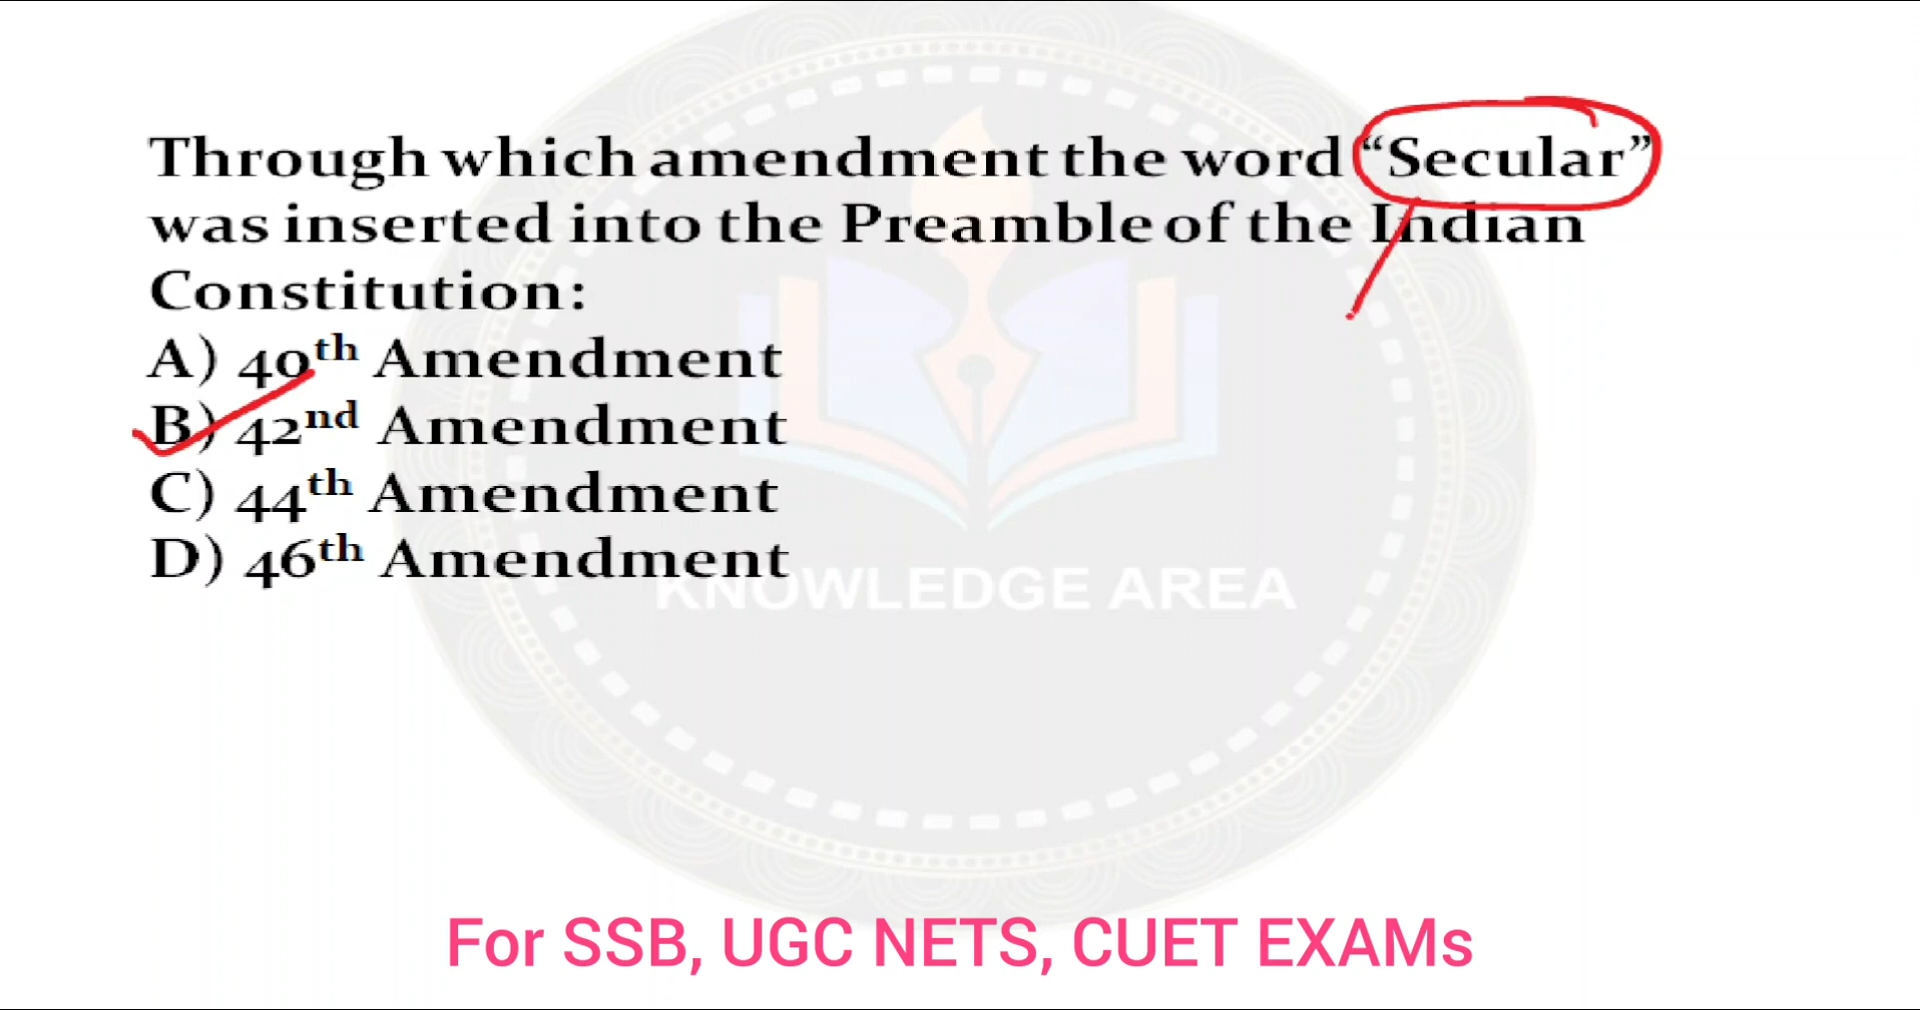 Through which amendment the word “Secular”
was inserted into the Preamble of the Indian
Constitution:
A) 40th Amendment
B) 42nd Amendment
C) 44th Amendment
D) 46th Amendment
KNOWLEDGE AREA
For SSB, UGC NETS, CUET EXAMs